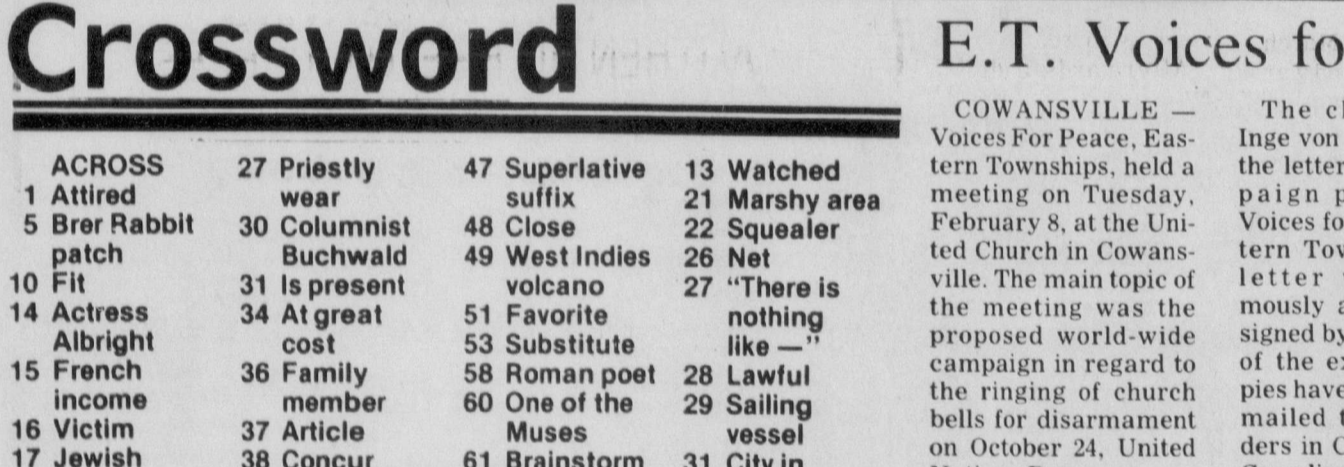 Crossword
ACROSS
1 Attired
5 Brer Rabbit
patch
10 Fit
14 Actress
Albright
15 French
income
16 Victim
17 Jewish
27 Priestly
wear
30 Columnist
Buchwald
31 Is present
34 At great
cost
36 Family
member
37 Article
38 Concur
47 Superlative
suffix
48 Close
49 West Indies
volcano
51 Favorite
53 Substitute
58 Roman poet
60 One of the
Muses
61 Brainstorm
13 Watched
21 Marshy area
22 Squealer
26 Net
27 "There is
nothing
like —"
28 Lawful
29 Sailing
vessel
31 City in
E.T. Voices fo
COWANSVILLE —
Voices For Peace, Eas-
tern Townships, held a
meeting on Tuesday,
February 8, at the Uni-
ted Church in Cowans-
ville. The main topic of
the meeting was the
proposed world-wide
campaign in regard to
the ringing of church
bells for disarmament
on October 24, United
The c
Inge von
the letter
paign p
Voices fo
tern Tow
letter
mously a
signed by
of the e
pies have
mailed t
ders in C